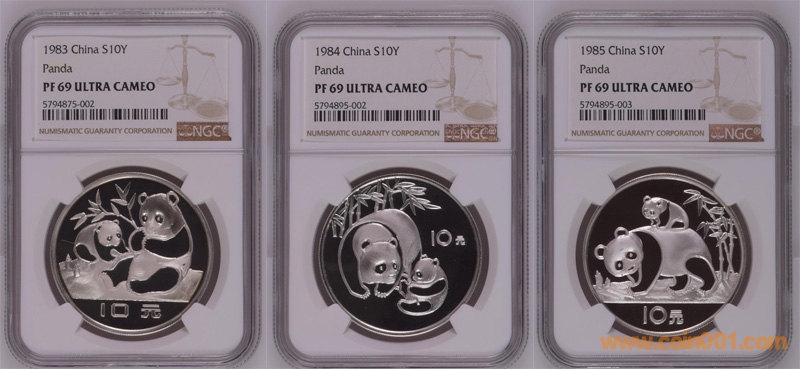 1983 China S10Y
Panda
PF 69 ULTRA CAMEO
5794875-002
NUMISMATIC GUARANTY CORPORATION
NGC®
10元
1984 China S10Y
Panda
PF 69 ULTRA CAMEO
5794895-002
NUMISMATIC GUARANTY CORPORATION
NGC
10元
1985 China S10Y
Panda
PF 69 ULTRA CAMEO
5794895-003
NUMISMATIC GUARANTY CORPORATION
NGC®
10元
www.coin001.com